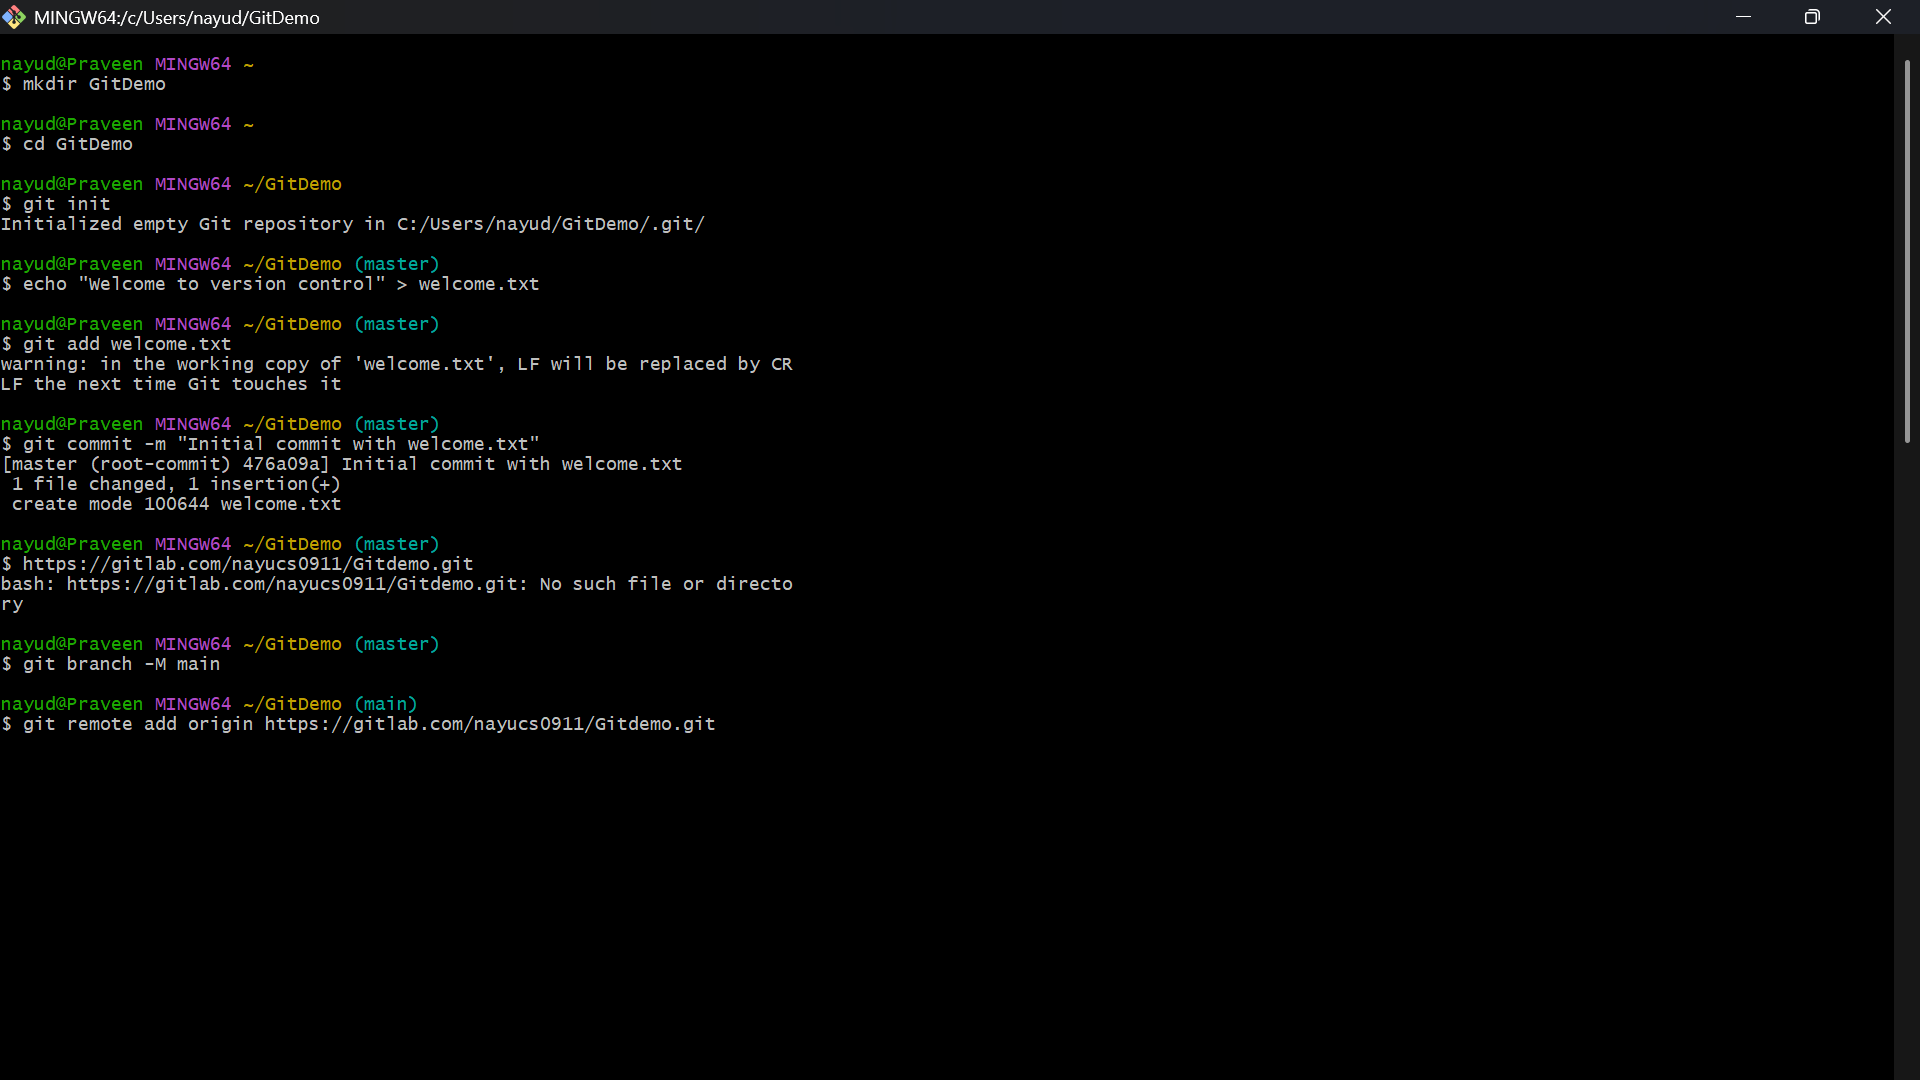 MINGW64:/c/Users/nayud/GitDemo
nayud@Praveen MINGW64 ~
$ mkdir GitDemo
nayud@Praveen MINGW64 ~
$ cd GitDemo
nayud@Praveen MINGW64 ~/GitDemo
$ git init
Initialized empty Git repository in C:/Users/nayud/GitDemo/.git/
nayud@Praveen MINGW64 ~/GitDemo (master)
$ echo "Welcome to version control" > welcome.txt
nayud@Praveen MINGW64 ~/GitDemo (master)
$ git add welcome.txt
warning: in the working copy of 'welcome.txt', LF will be replaced by CR
LF the next time Git touches it
nayud@Praveen MINGW64 ~/GitDemo (master)
$ git commit -m "Initial commit with welcome.txt"
[master (root-commit) 476a09a] Initial commit with welcome.txt
1 file changed, 1 insertion(+)
create mode 100644 welcome.txt
nayud@Praveen MINGW64 ~/GitDemo (master)
$ https://gitlab.com/nayucs0911/Gitdemo.git
bash: https://gitlab.com/nayucs0911/Gitdemo.git: No such file or directo
ry
nayud@Praveen MINGW64 ~/GitDemo (master)
$ git branch -M main
nayud@Praveen MINGW64 ~/GitDemo (main)
$ git remote add origin https://gitlab.com/nayucs0911/Gitdemo.git